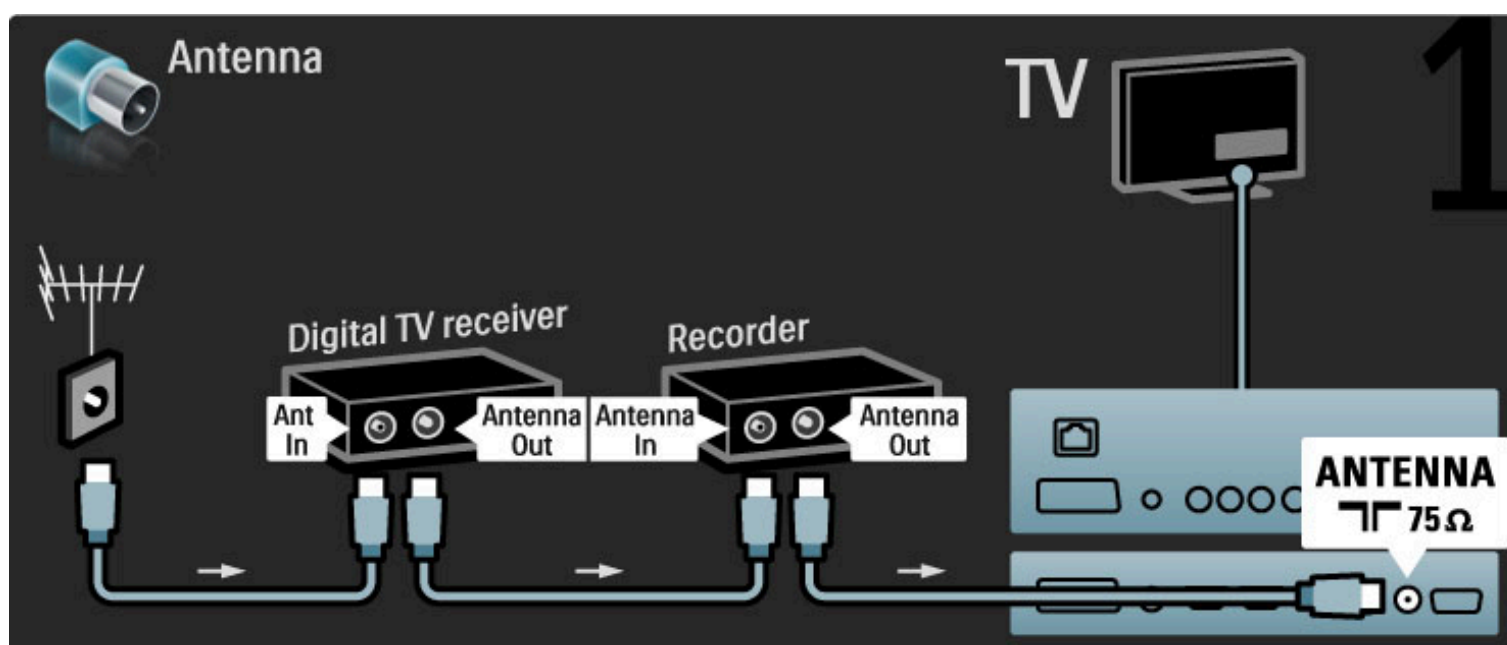 Antenna
TV
1
Digital TV receiver
Recorder
Ant
In
Antenna
Out
Antenna
In
Antenna
Out
ANTENNA
75 Ω